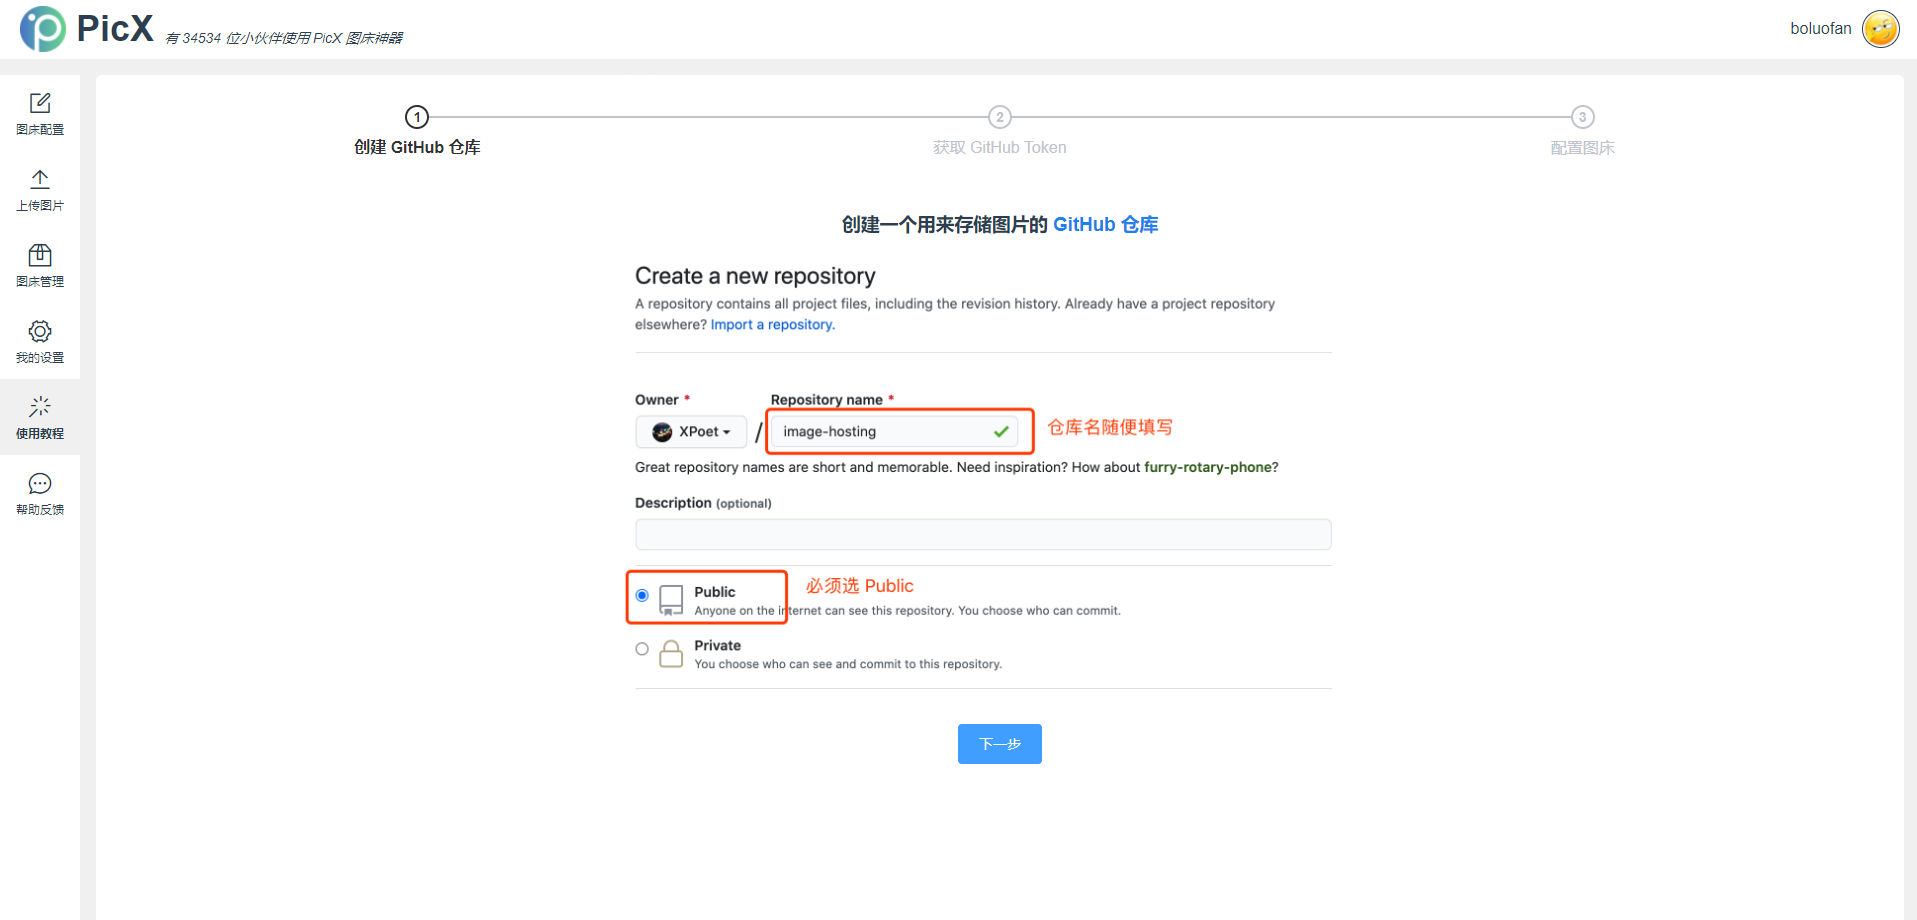 PicX 有 34534 位小伙伴使用 PicX 图床神器
boluofan
图床配置
上传图片
图床管理
我的设置
使用教程
帮助反馈
1
创建 GitHub 仓库
2
获取 GitHub Token
3
配置图床
创建一个用来存储图片的 GitHub 仓库
Create a new repository
A repository contains all project files, including the revision history. Already have a project repository
elsewhere? Import a repository.
Owner * Repository name *
XPoet / image-hosting 仓库名随便填写
Great repository names are short and memorable. Need inspiration? How about furry-rotary-phone?
Description (optional)
Public 必须选 Public
Anyone on the internet can see this repository. You choose who can commit.
Private
You choose who can see and commit to this repository.
下一步